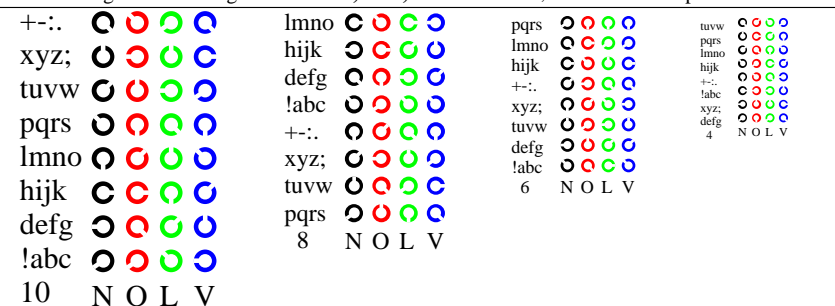 +-:.
xyz;
tuvw
pqrs
lmno
hijk
defg
!abc
10 N O L V
lmno
hijk
defg
!abc
+-:.
xyz;
tuvw
pqrs
8 N O L V
pqrs
lmno
hijk
+-:.
xyz;
tuvw
defg
!abc
6 N O L V
tuvw
pqrs
lmno
hijk
+-:.
!abc
xyz;
defg
4 N O L V